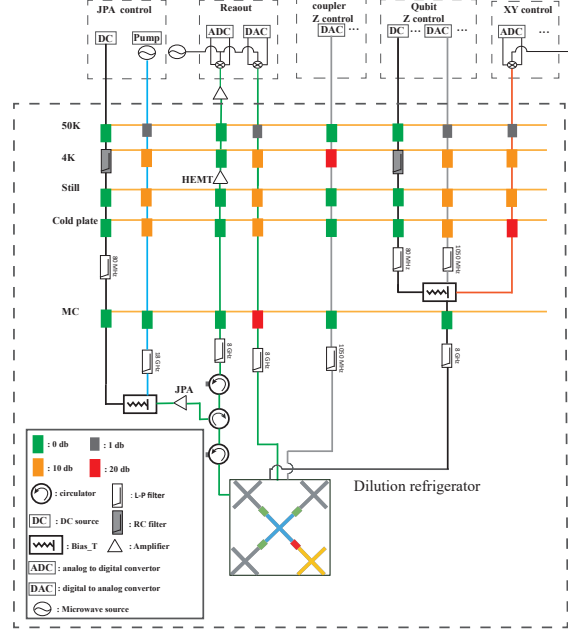 JPA control
Reaout
coupler
Z control
Qubit
Z control
XY control
DC
Pump
ADC
DAC
DAC
...
DC
...
DAC
...
ADC
...
50K
4K
HEMT
Still
Cold plate
80 MHz
80 MHz
1050 MHz
MC
18 GHz
8 GHz
8 GHz
1050 MHz
8 GHz
JPA
: 0 db
: 1 db
: 10 db
: 20 db
: circulator
: L-P filter
DC
: DC source
: RC filter
: Bias_T
: Amplifier
ADC
: analog to digital convertor
DAC
: digital to analog convertor
: Microwave source
Dilution refrigerator